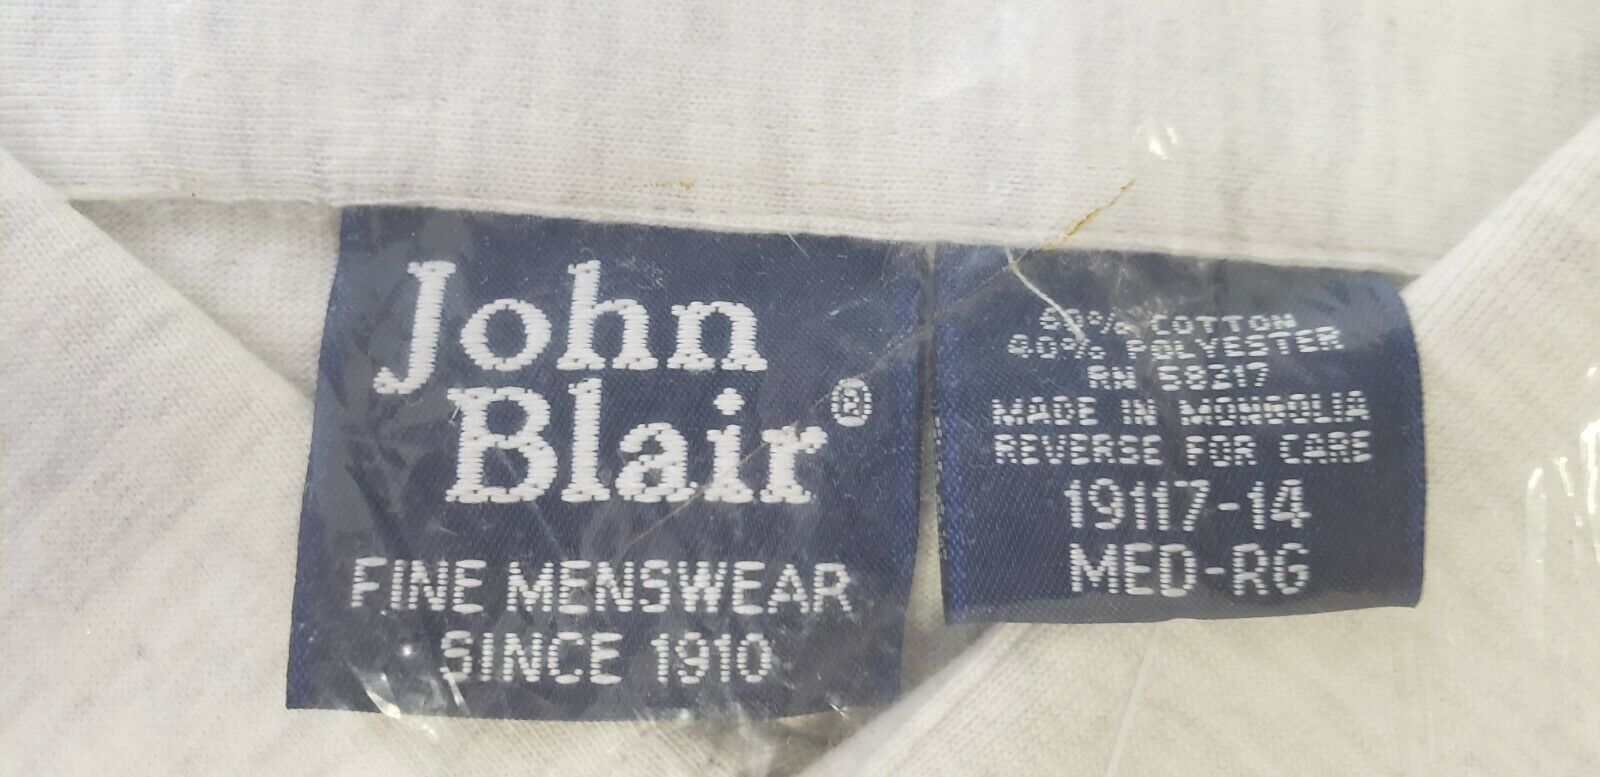 John
Blair®
FINE MENSWEAR
SINCE 1910
COTTON
40% POLYESTER
RN 58317
MADE IN MONGOLIA
REVERSE FOR CARE
19117-14
MED-RG